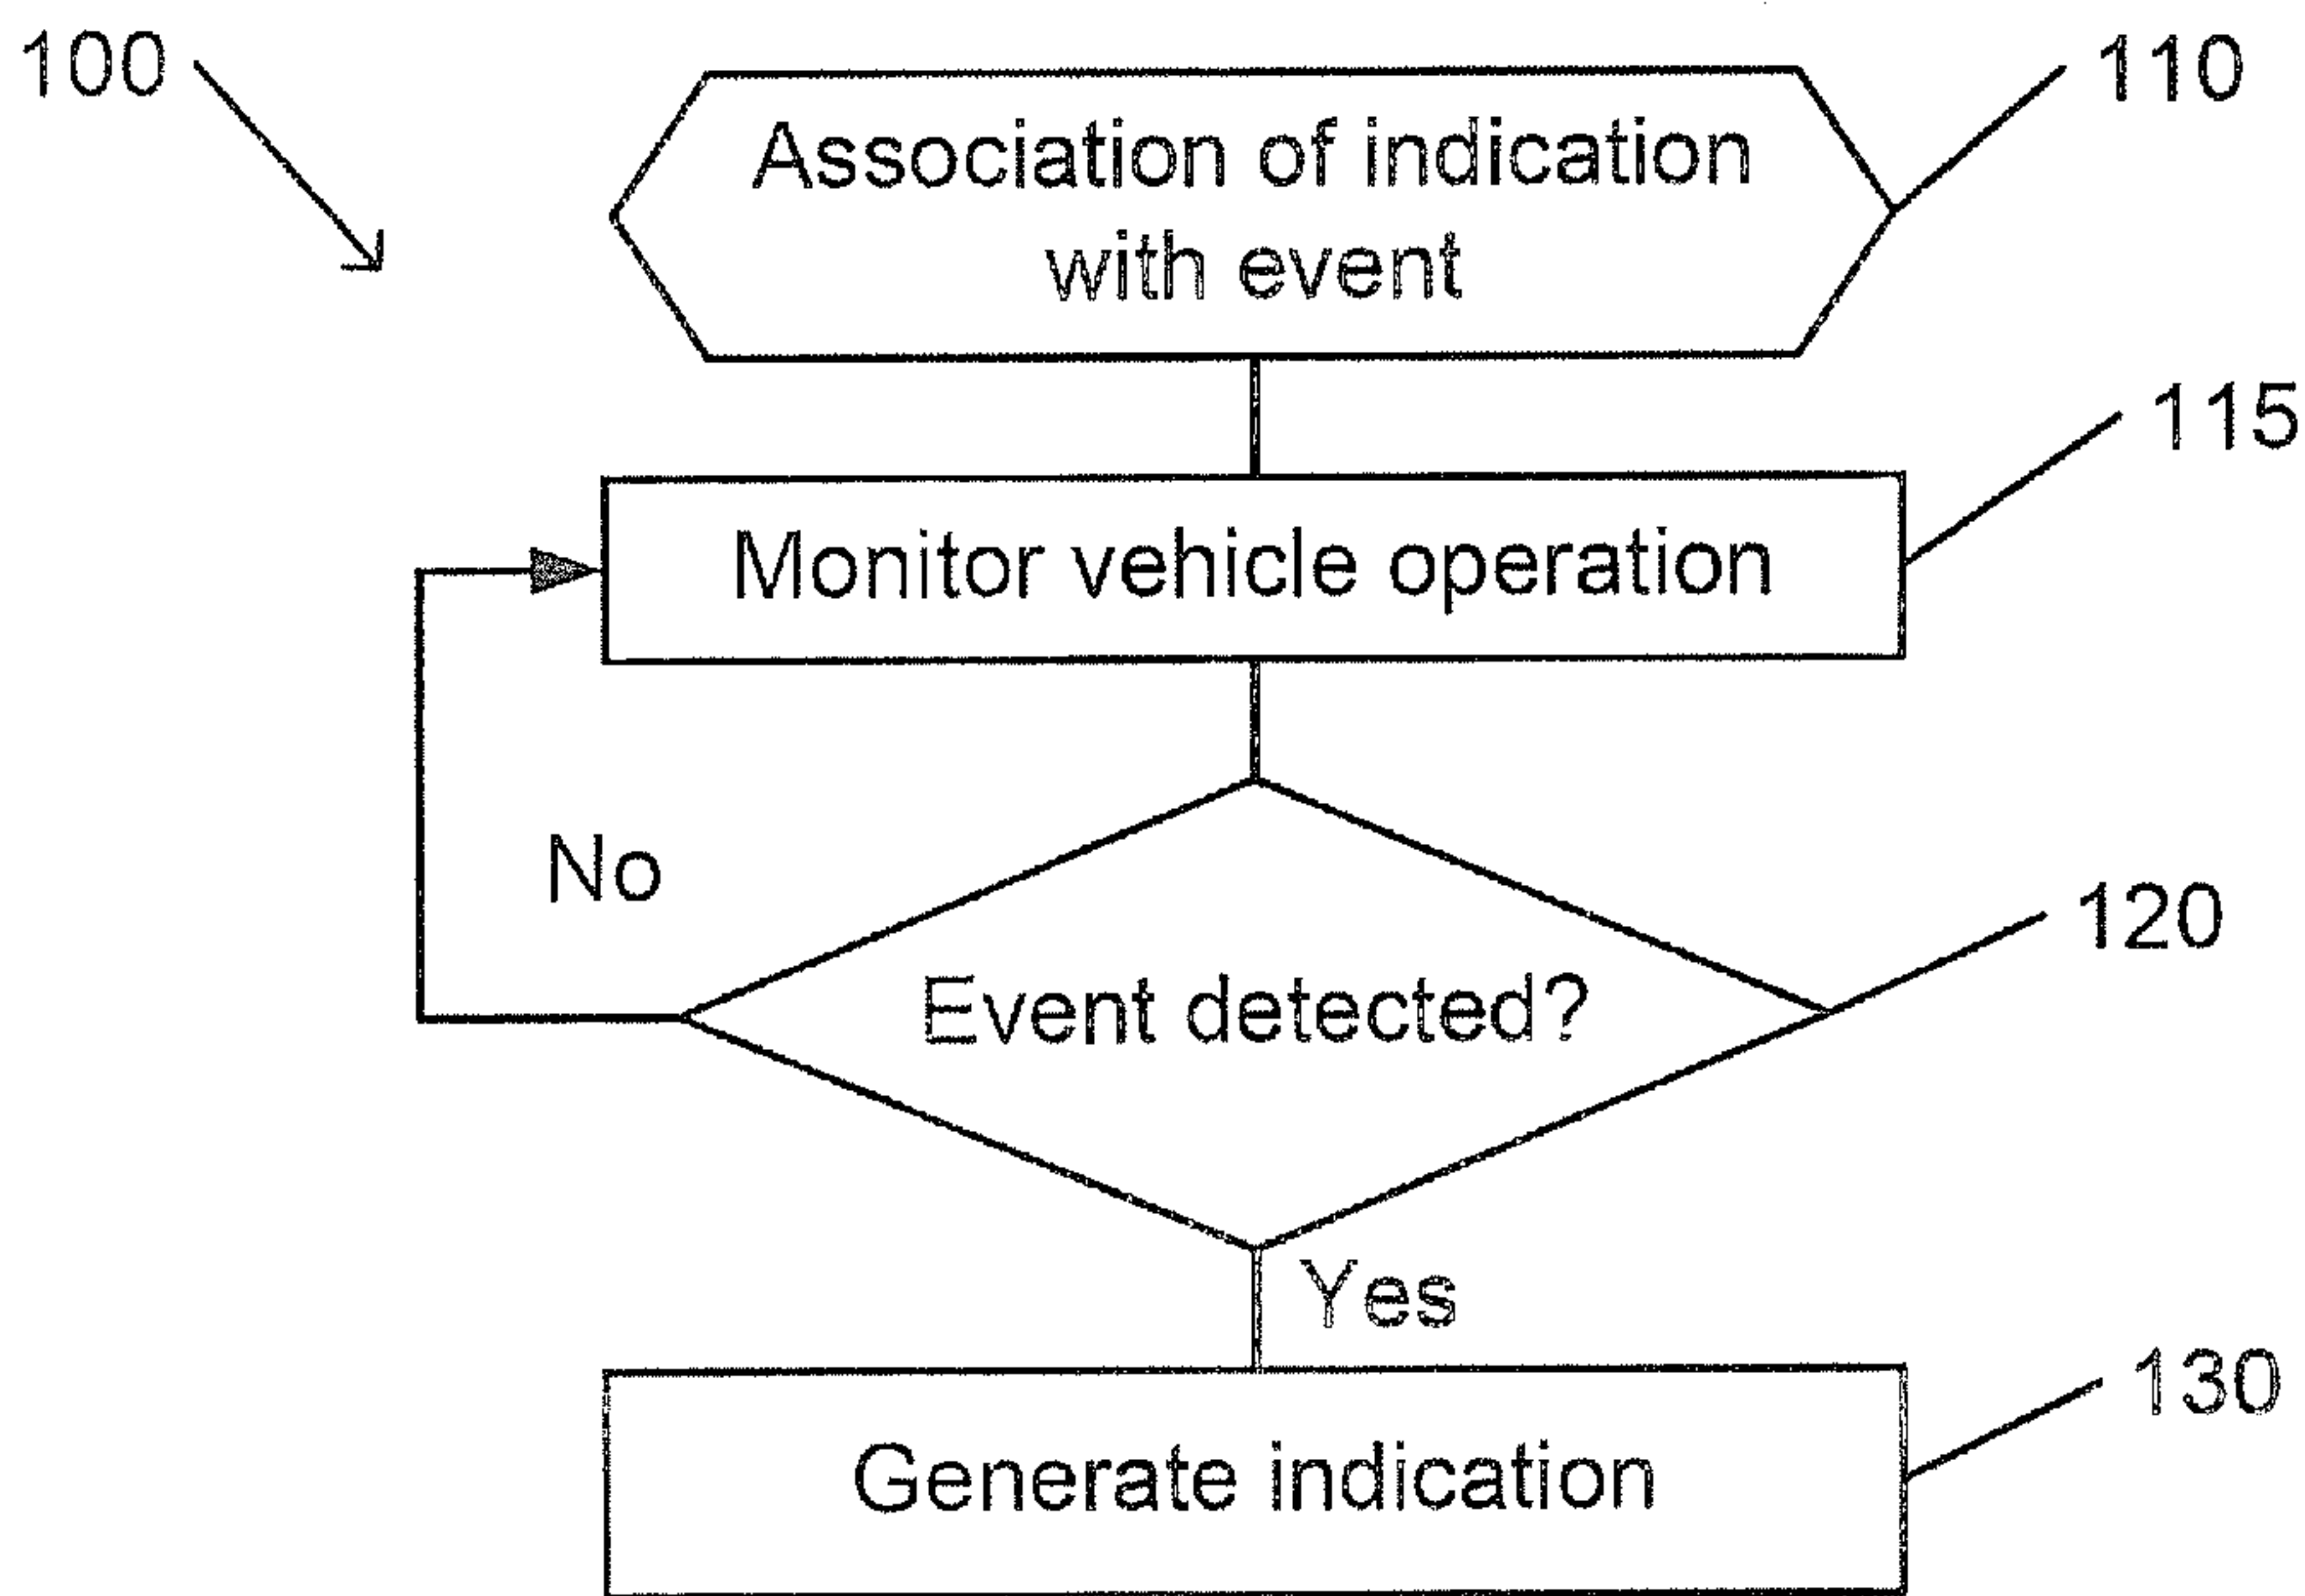 100
110
Association of indication
with event
115
Monitor vehicle operation
No
120
Event detected?
Yes
130
Generate indication